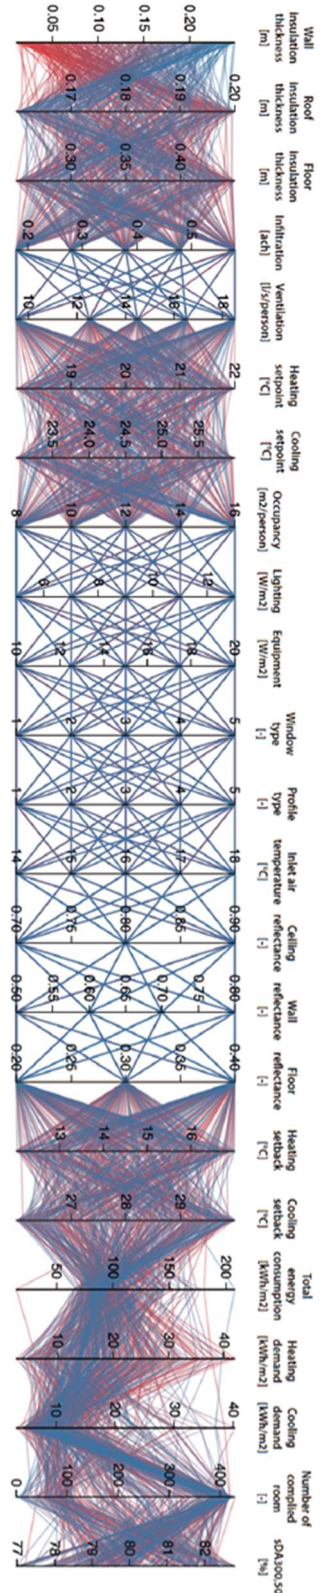 Wall
insulation
thickness
[m]
0.20
0.15
0.10
0.05
Roof
insulation
thickness
[m]
0.20
0.19
0.18
0.17
Floor
insulation
thickness
[m]
0.40
0.35
0.30
Infiltration
[ach]
0.5
0.4
0.3
0.2
Ventilation
[l/s/person]
18
16
14
12
10
Heating
setpoint
[°C]
22
21
20
19
Cooling
setpoint
[°C]
25.5
25.0
24.5
24.0
23.5
Occupancy
[m2/person]
16
14
12
10
8
Lighting
[W/m2]
12
10
8
6
Equipment
[W/m2]
20
18
16
14
12
10
Window
type
[-]
5
4
3
2
1
Profile
type
[-]
5
4
3
2
1
Inlet air
temperature
[°C]
18
17
16
15
14
Ceiling
reflectance
[-]
0.90
0.85
0.80
0.75
0.70
Wall
reflectance
[-]
0.80
0.75
0.70
0.65
0.60
0.55
0.50
Floor
reflectance
[-]
0.40
0.35
0.30
0.25
0.20
Heating
setback
[°C]
16
15
14
13
Cooling
setback
[°C]
29
28
27
Total
energy
consumption
[kWh/m2]
200
150
100
50
Heating
demand
[kWh/m2]
40
30
20
10
Cooling
demand
[kWh/m2]
40
30
20
10
Number of
complied
room
[-]
400
300
200
100
0
sDA300,50
[%]
82
81
80
79
78
77